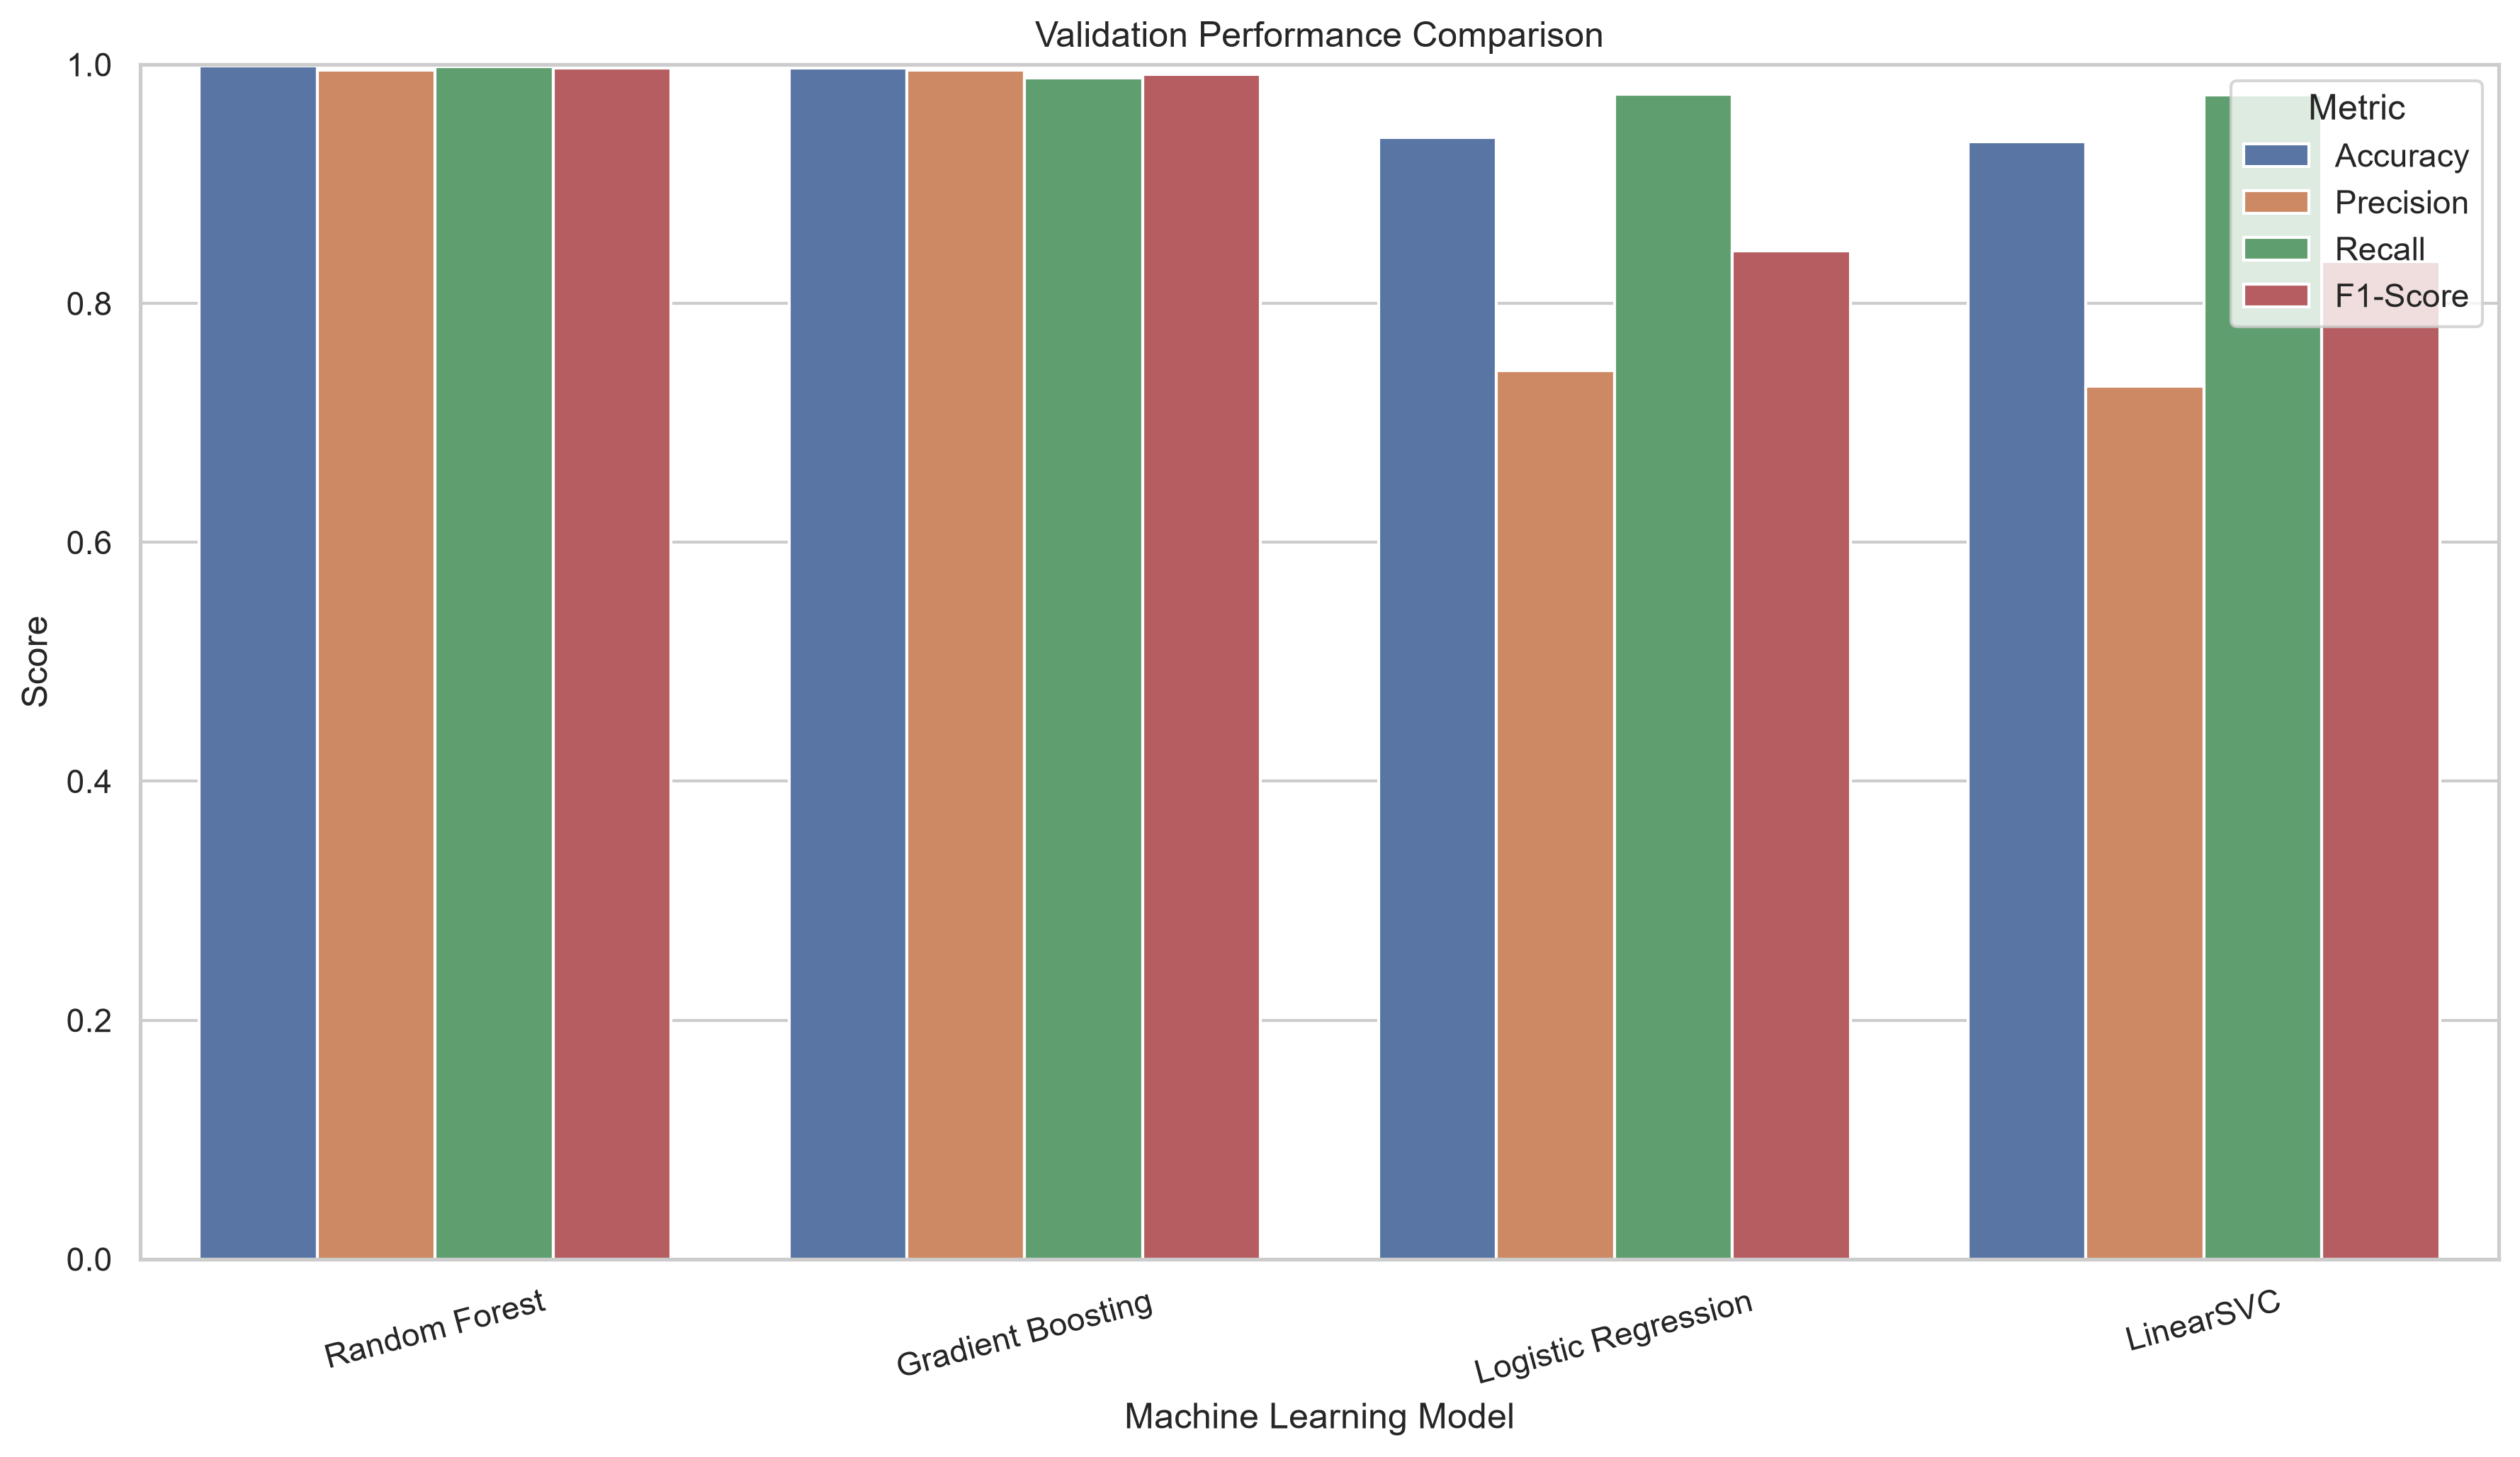 Validation Performance Comparison
1.0
0.8
0.6
0.4
0.2
0.0
Score
Metric
Accuracy
Precision
Recall
F1-Score
Random Forest
Gradient Boosting
Logistic Regression
LinearSVC
Machine Learning Model